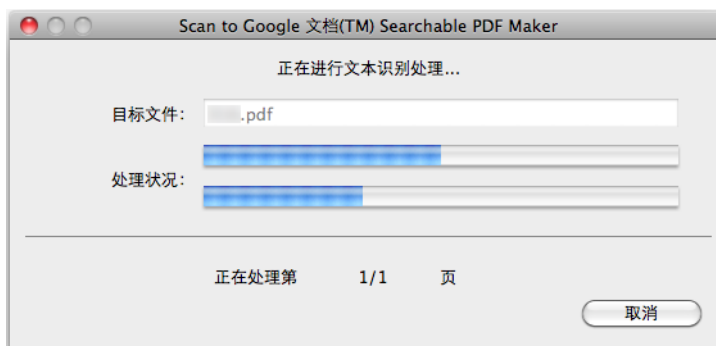 Scan to Google 文档(TM) Searchable PDF Maker
正在进行文本识别处理...
目标文件: .pdf
处理状况:
正在处理第 1/1 页
取消